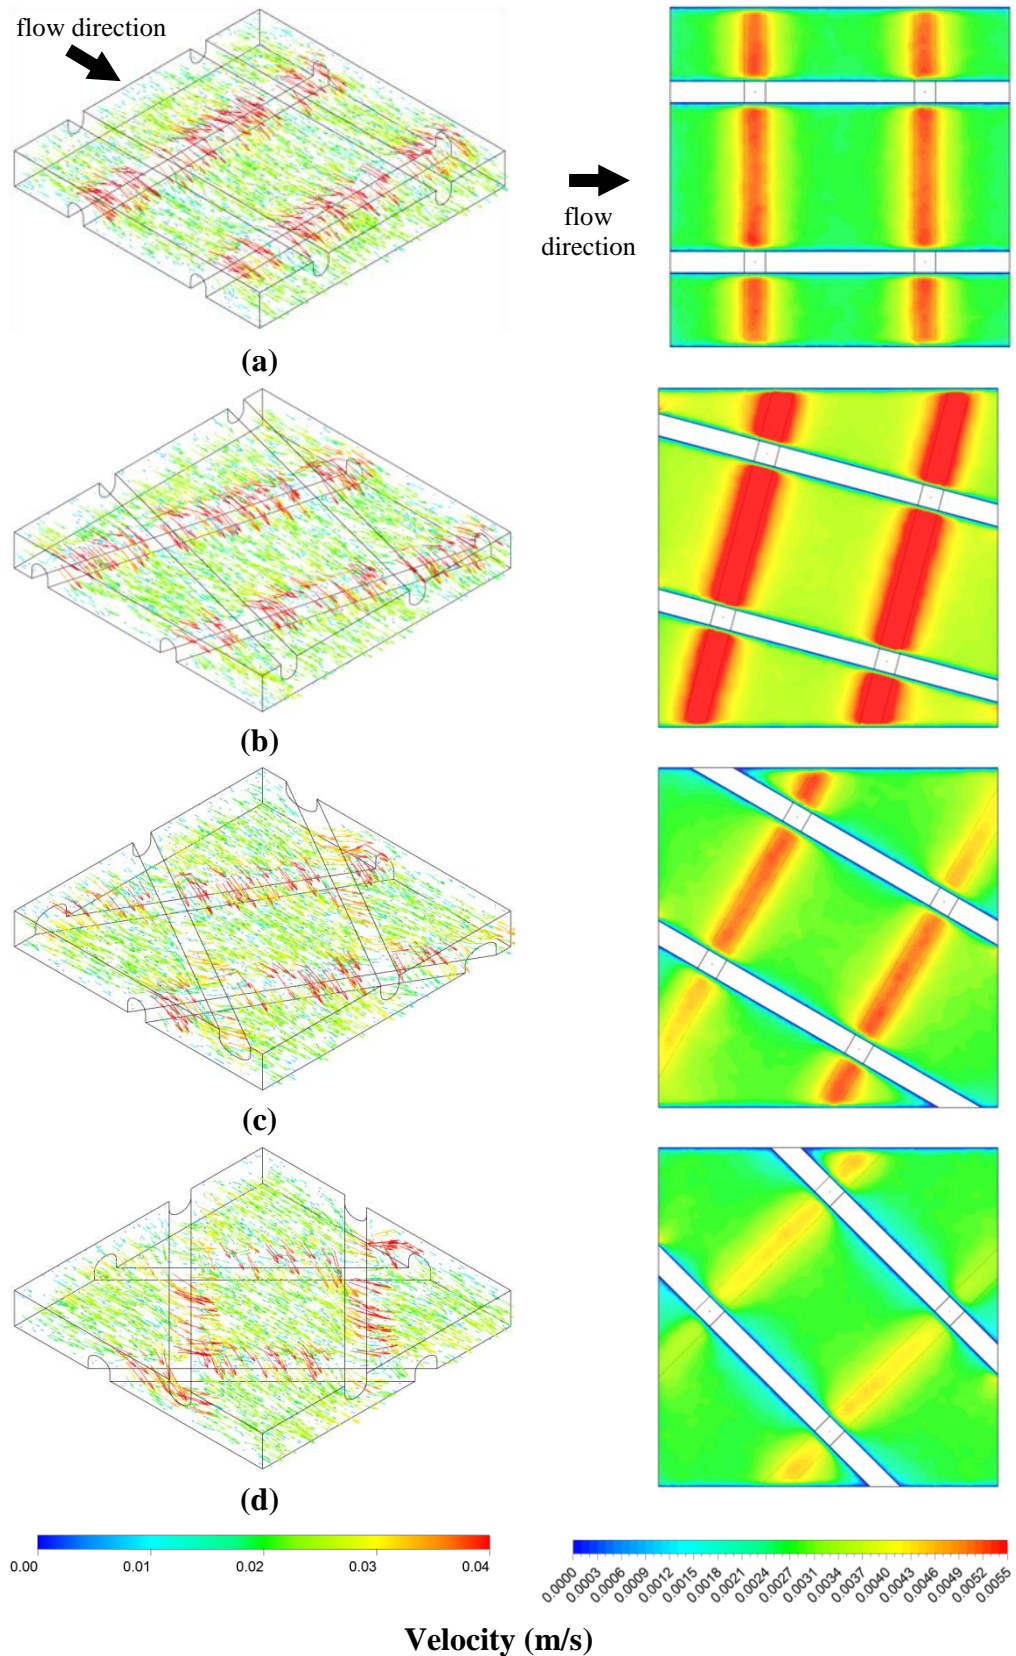 flow direction
flow
direction
(a)
(b)
(c)
(d)
0.00 0.01 0.02 0.03 0.04
0.0000 0.0003 0.0006 0.0009 0.0012 0.0015 0.0018 0.0021 0.0024 0.0027 0.0031 0.0034 0.0037 0.0040 0.0043 0.0046 0.0049 0.0052 0.0055
Velocity (m/s)